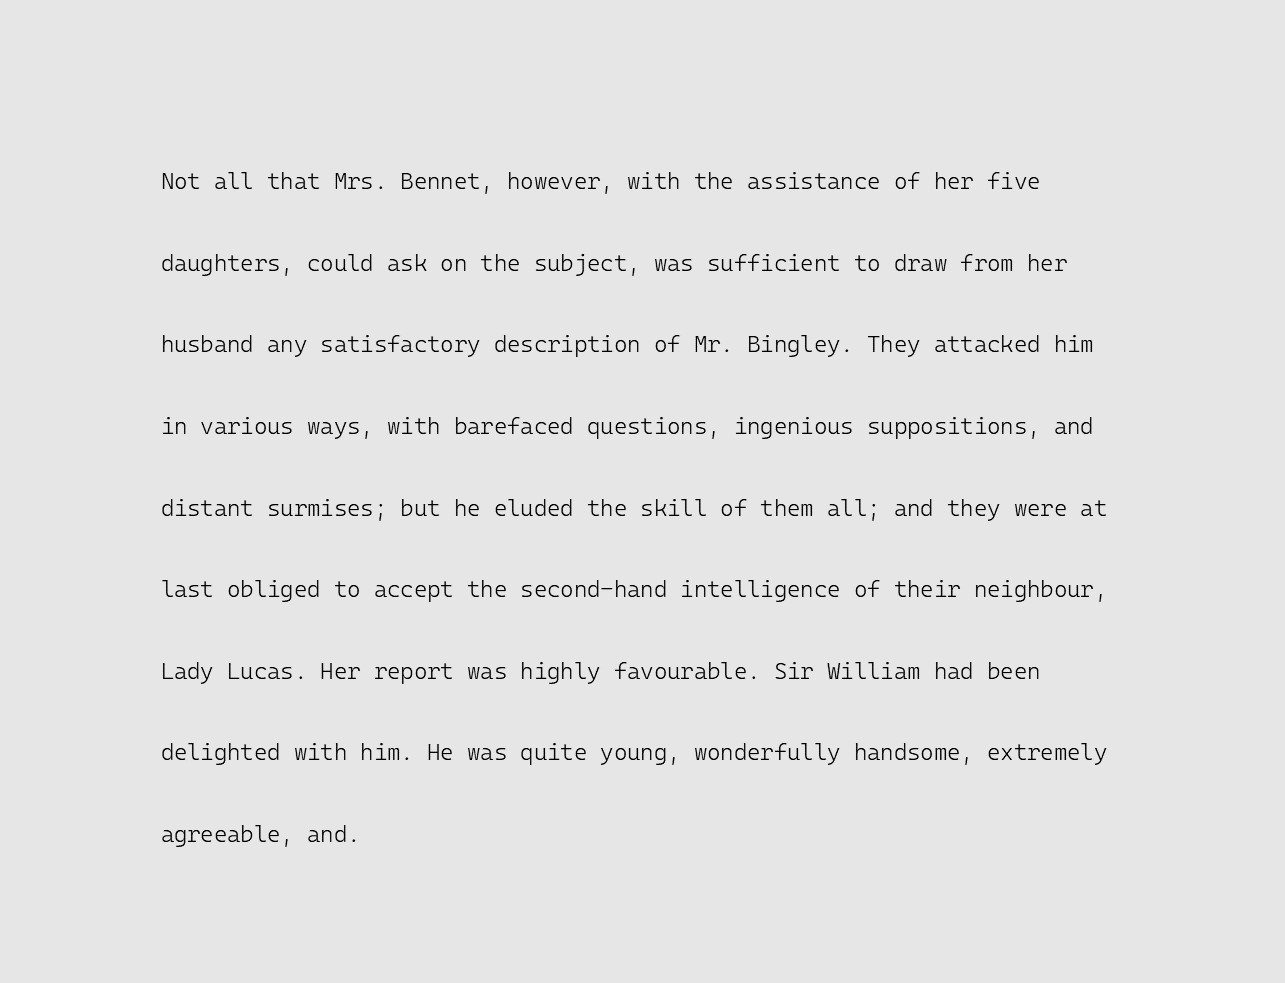 Not all that Mrs. Bennet, however, with the assistance of her five
daughters, could ask on the subject, was sufficient to draw from her
husband any satisfactory description of Mr. Bingley. They attacked him
in various ways, with barefaced questions, ingenious suppositions, and
distant surmises; but he eluded the skill of them all; and they were at
last obliged to accept the second-hand intelligence of their neighbour,
Lady Lucas. Her report was highly favourable. Sir William had been
delighted with him. He was quite young, wonderfully handsome, extremely
agreeable, and.